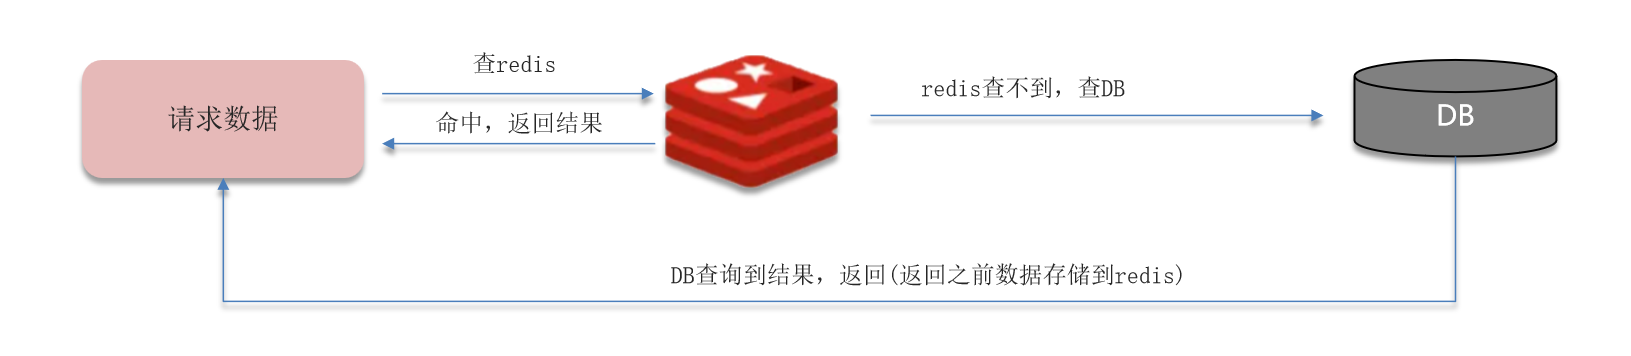 查redis
请求数据
命中，返回结果
redis查不到，查DB
DB
DB查询到结果，返回(返回之前数据存储到redis)